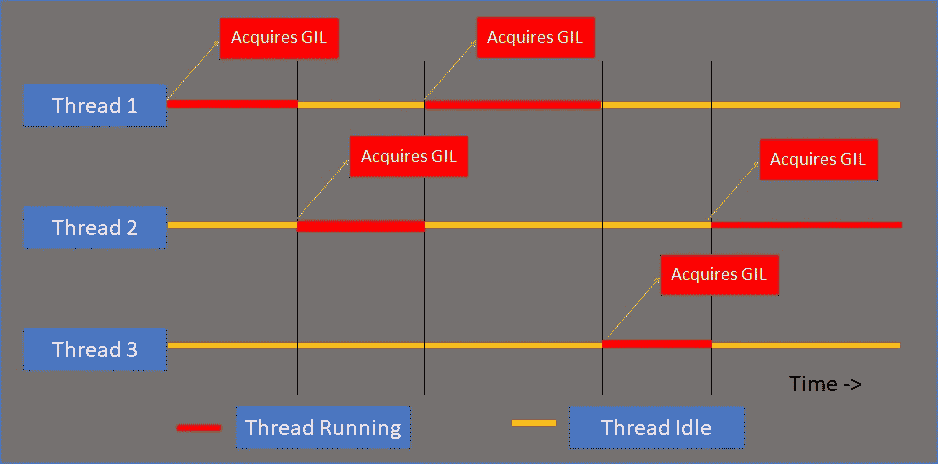 Acquires GIL
Acquires GIL
Thread 1
Acquires GIL
Acquires GIL
Thread 2
Acquires GIL
Thread 3
Time ->
Thread Running
Thread Idle